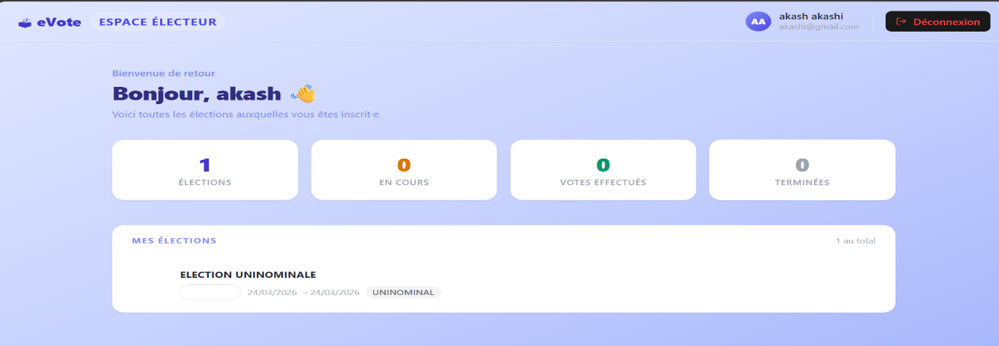 eVote ESPACE ÉLECTEUR
AA akash akashi
akashi@gmail.com
Déconnexion
Bienvenue de retour
Bonjour, akash 👋
Voici toutes les élections auxquelles vous êtes inscrit·e.
1
ÉLECTIONS
0
EN COURS
0
VOTES EFFECTUÉS
0
TERMINÉES
MES ÉLECTIONS
1 au total
ELECTION UNINOMINALE
24/03/2026 → 24/03/2026 UNINOMINAL